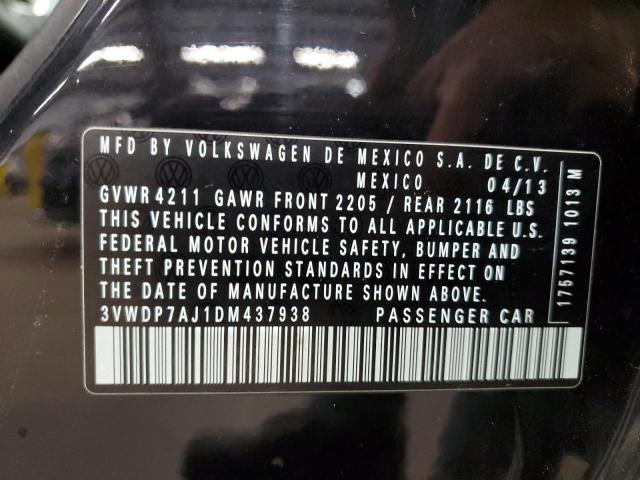 MFD BY VOLKSWAGEN DE MEXICO S.A. DE C.V.
MEXICO 04/13
GVWR 4211 GAWR FRONT 2205 / REAR 2116 LBS
THIS VEHICLE CONFORMS TO ALL APPLICABLE U.S.
FEDERAL MOTOR VEHICLE SAFETY, BUMPER AND
THEFT PREVENTION STANDARDS IN EFFECT ON
THE DATE OF MANUFACTURE SHOWN ABOVE.
3VWDP7AJ1DM437938 PASSENGER CAR
1757139 1013 M